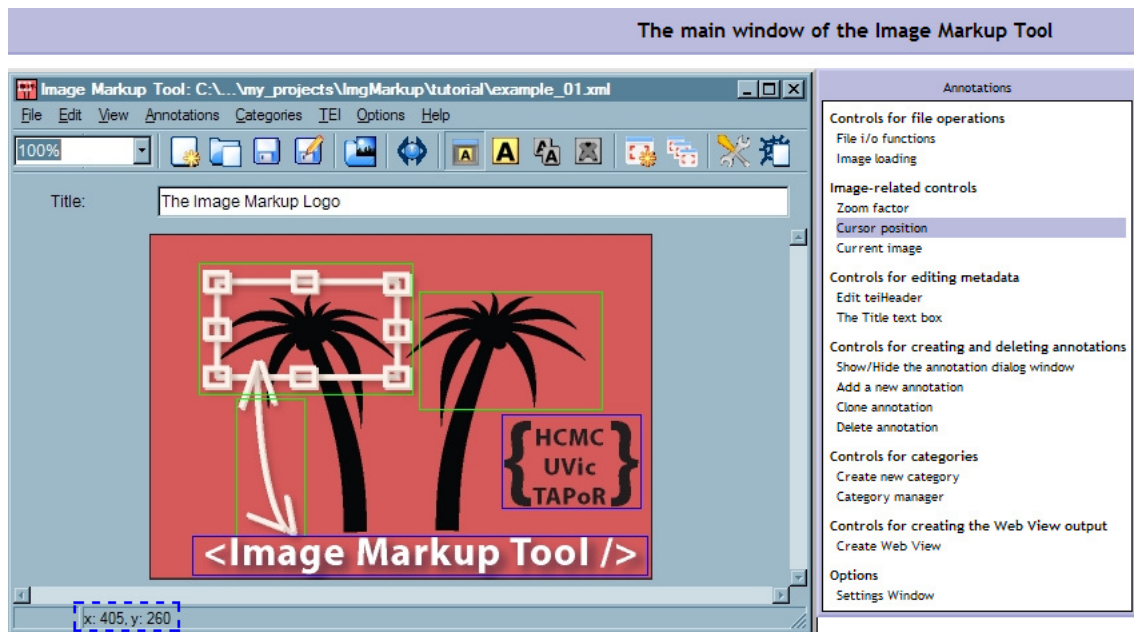 The main window of the Image Markup Tool
Image Markup Tool: C:\...\my_projects\ImgMarkup\tutorial\example_01.xml
File Edit View Annotations Categories TEI Options Help
100%
A A A
Title: The Image Markup Logo
HCMC
UVic
TAPoR
<Image Markup Tool />
x: 405, y: 260
Annotations
Controls for file operations
File i/o functions
Image loading
Image-related controls
Zoom factor
Cursor position
Current image
Controls for editing metadata
Edit teiHeader
The Title text box
Controls for creating and deleting annotations
Show/Hide the annotation dialog window
Add a new annotation
Clone annotation
Delete annotation
Controls for categories
Create new category
Category manager
Controls for creating the Web View output
Create Web View
Options
Settings Window